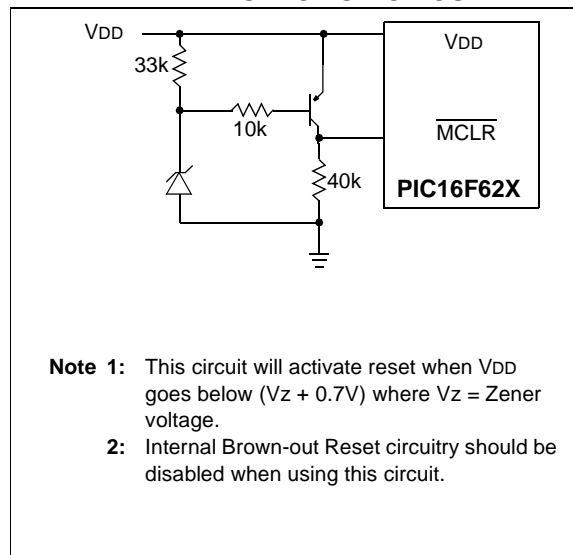 VDD
VDD
33k
10k
MCLR
40k
PIC16F62X
Note 1: This circuit will activate reset when VDD
goes below (Vz + 0.7V) where Vz = Zener
voltage.
2: Internal Brown-out Reset circuitry should be
disabled when using this circuit.